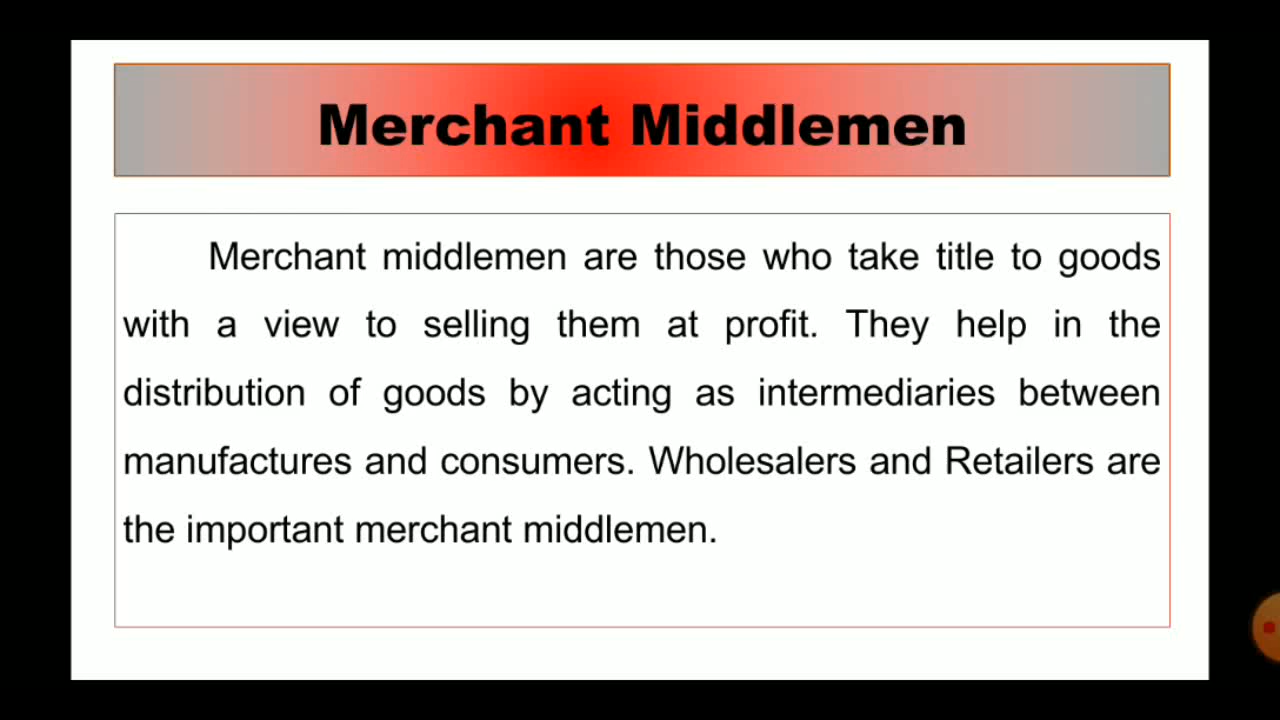 Merchant Middlemen
Merchant middlemen are those who take title to goods
with a view to selling them at profit. They help in the
distribution of goods by acting as intermediaries between
manufactures and consumers. Wholesalers and Retailers are
the important merchant middlemen.